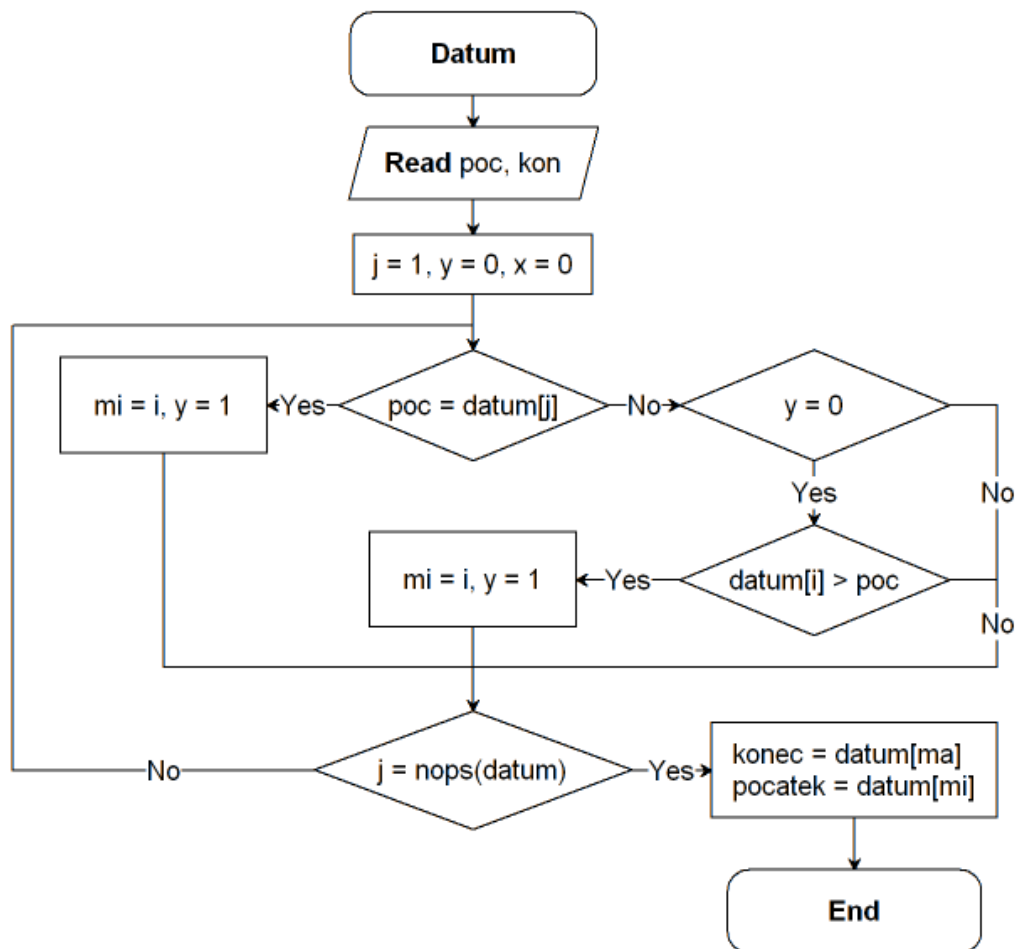 Datum
Read poc, kon
j = 1, y = 0, x = 0
mi = i, y = 1
Yes
poc = datum[j]
No
y = 0
Yes
No
mi = i, y = 1
Yes
datum[i] > poc
No
No
j = nops(datum)
Yes
konec = datum[ma]
pocatek = datum[mi]
End